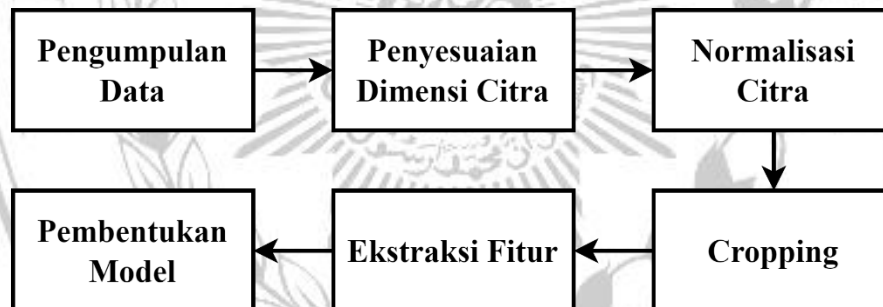 Pengumpulan
Data
Penyesuaian
Dimensi Citra
Normalisasi
Citra
Cropping
Ekstraksi Fitur
Pembentukan
Model